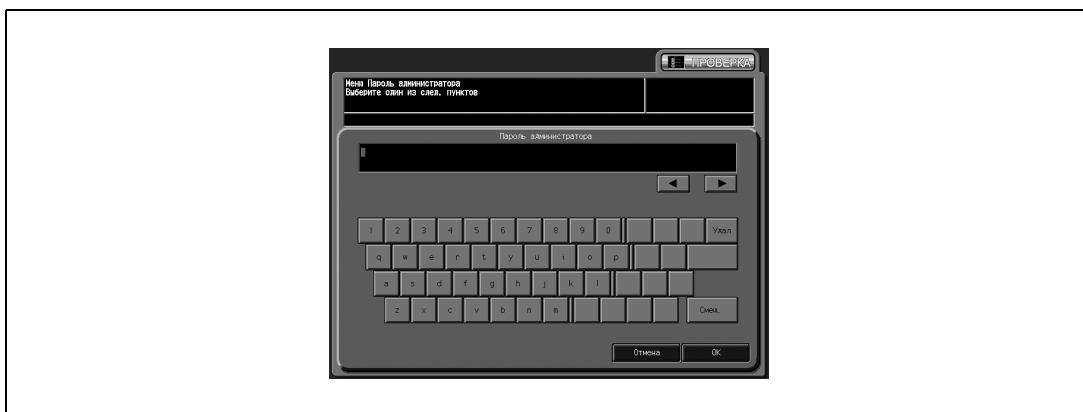 ПРОВЕРКА
Меню Пароль администратора
Выберите один из след. пунктов
Пароль администратора
1 2 3 4 5 6 7 8 9 0 Удал
q w e r t y u i o p
a s d f g h j k l
z x c v b n m Смещ.
Отмена OK